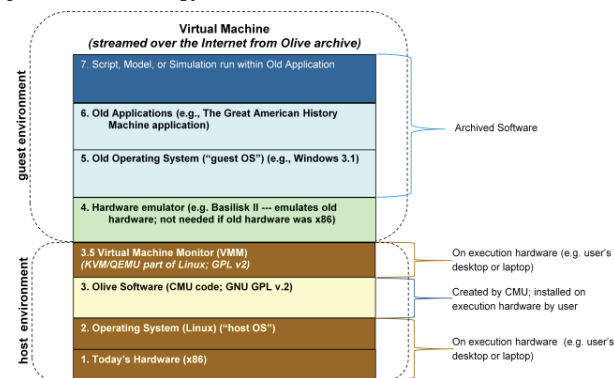 Virtual Machine
(streamed over the Internet from Olive archive)
guest environment
7. Script, Model, or Simulation run within Old Application
6. Old Applications (e.g., The Great American History
Machine application)
5. Old Operating System (“guest OS”) (e.g., Windows 3.1)
Archived Software
4. Hardware emulator (e.g. Basilisk II --- emulates old
hardware; not needed if old hardware was x86)
host environment
3.5 Virtual Machine Monitor (VMM)
(KVM/QEMU part of Linux; GPL v2)
On execution hardware (e.g. user’s
desktop or laptop)
3. Olive Software (CMU code; GNU GPL v.2)
Created by CMU; installed on
execution hardware by user
2. Operating System (Linux) (“host OS”)
1. Today’s Hardware (x86)
On execution hardware (e.g. user’s
desktop or laptop)